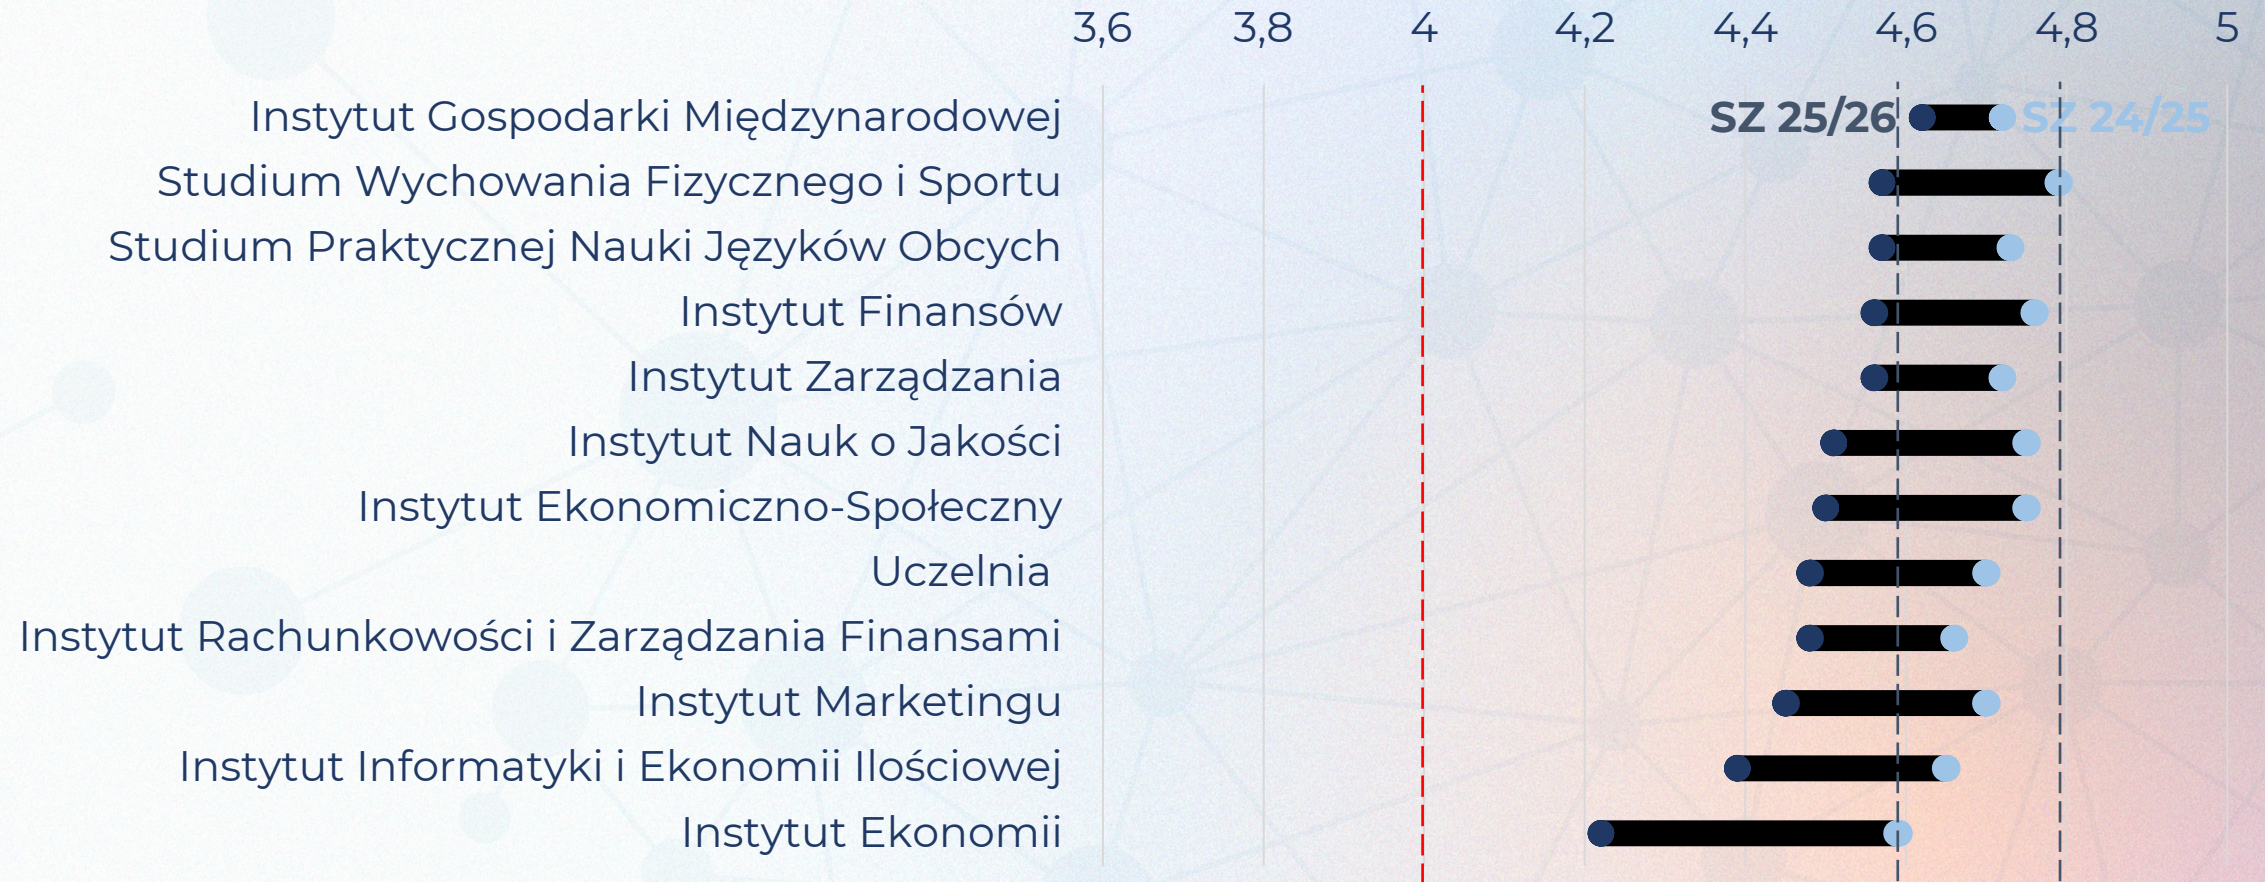 3,6 3,8 4 4,2 4,4 4,6 4,8 5
Instytut Gospodarki Międzynarodowej SZ 25/26 SZ 24/25
Studium Wychowania Fizycznego i Sportu
Studium Praktycznej Nauki Języków Obcych
Instytut Finansów
Instytut Zarządzania
Instytut Nauk o Jakości
Instytut Ekonomiczno-Społeczny
Uczelnia
Instytut Rachunkowości i Zarządzania Finansami
Instytut Marketingu
Instytut Informatyki i Ekonomii Ilościowej
Instytut Ekonomii